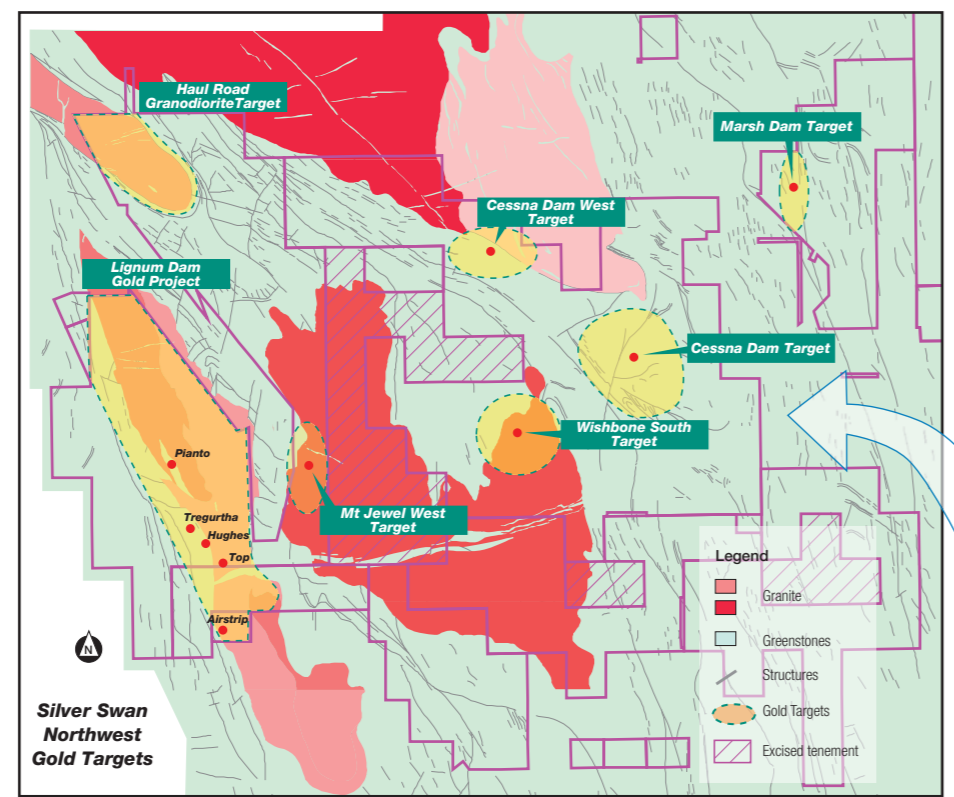 Haul Road
GranodioriteTarget
Marsh Dam Target
Cessna Dam West
Target
Lignum Dam
Gold Project
Cessna Dam Target
Wishbone South
Target
Pianto
Mt Jewel West
Target
Tregurtha
Hughes
Top
Airstrip
N
Silver Swan
Northwest
Gold Targets
Legend
Granite
Greenstones
Structures
Gold Targets
Excised tenement